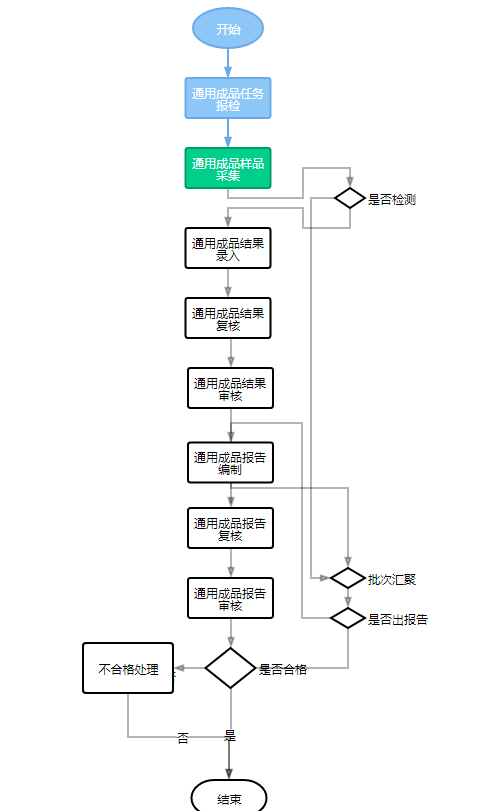 开始
通用成品任务
报检
通用成品样品
采集
是否检测
通用成品结果
录入
通用成品结果
复核
通用成品结果
审核
通用成品报告
编制
通用成品报告
复核
批次汇聚
通用成品报告
审核
是否出报告
不合格处理
是否合格
否
是
结束